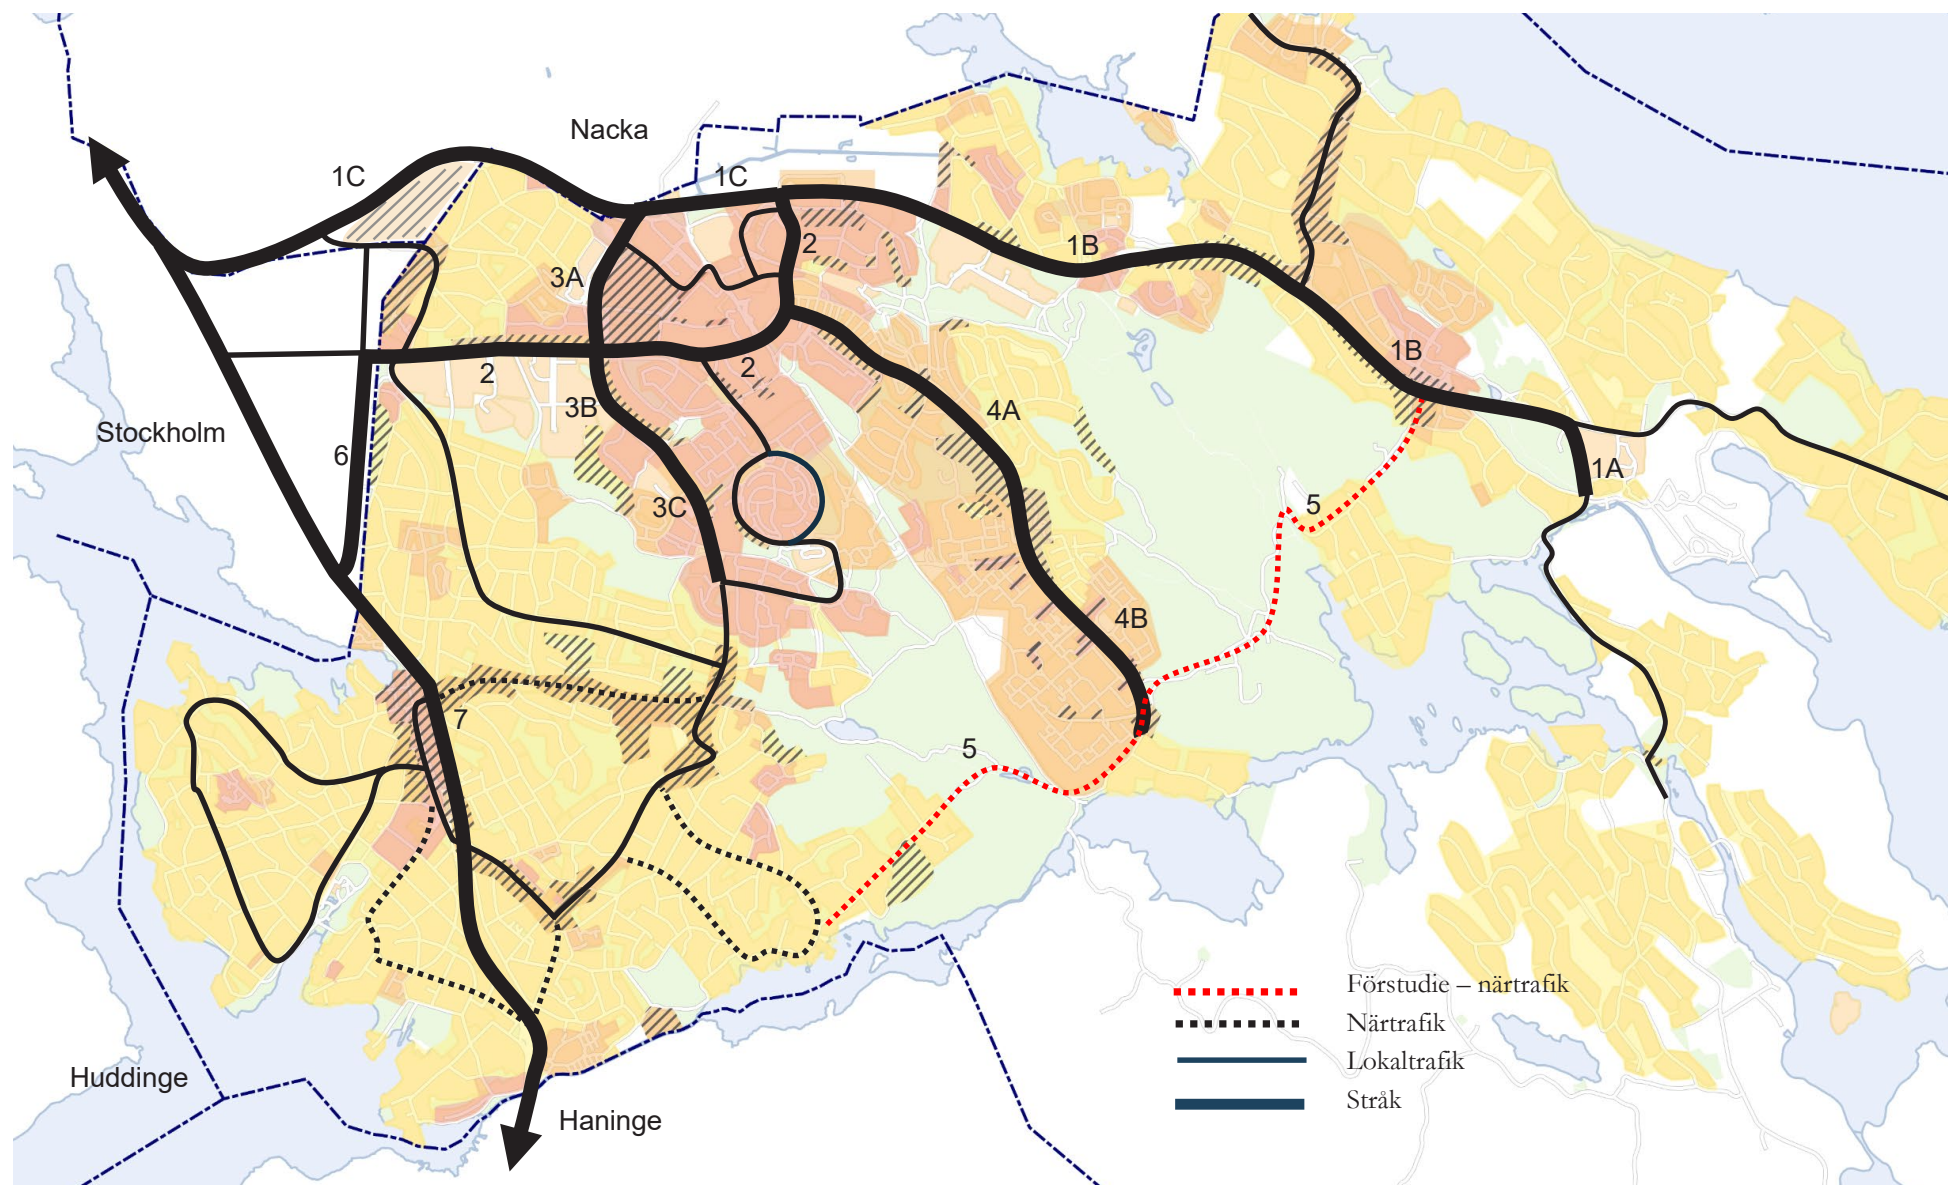 Nacka
1C
1C
2
1B
3A
1B
2
2
3B
4A
Stockholm
6
1A
3C
5
4B
7
5
Förstudie – närtrafik
Närtrafik
Lokaltrafik
Huddinge
Stråk
Haninge